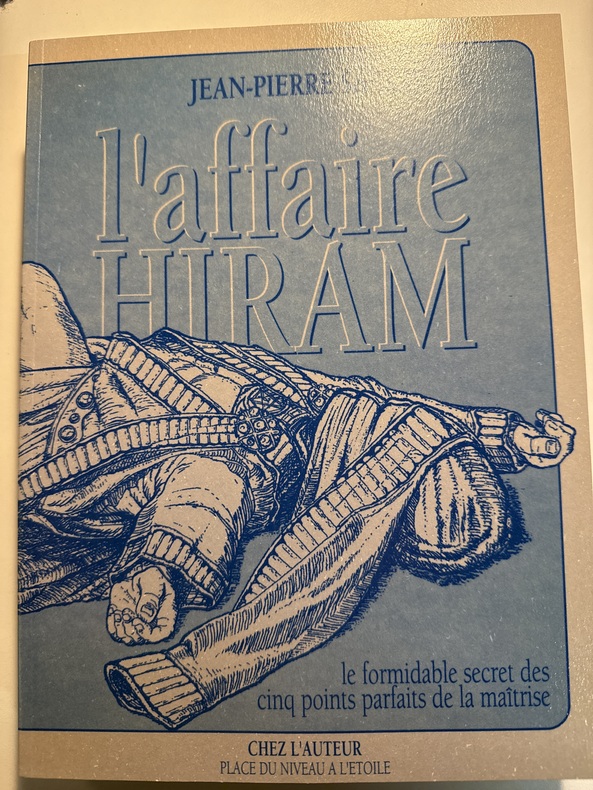 JEAN-PIERRE
l'affaire
HIRAM
le formidable secret des
cinq points parfaits de la maîtrise
CHEZ L'AUTEUR
PLACE DU NIVEAU A L'ETOILE